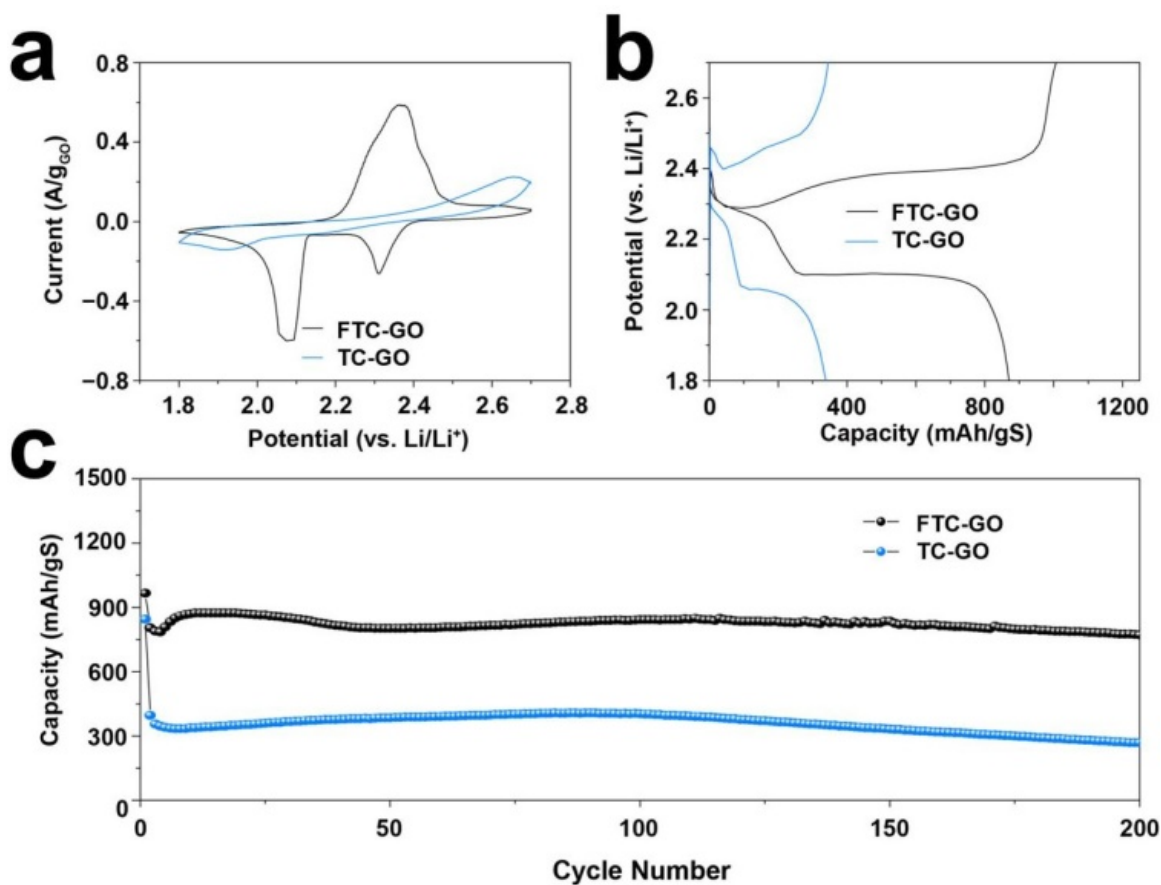 a
0.8
0.4
0.0
−0.4
−0.8
Current (A/g_GO)
FTC-GO
TC-GO
1.8 2.0 2.2 2.4 2.6 2.8
Potential (vs. Li/Li⁺)
b
2.6
2.4
2.2
2.0
1.8
Potential (vs. Li/Li⁺)
FTC-GO
TC-GO
0 400 800 1200
Capacity (mAh/gS)
c
1500
1200
900
600
300
0
Capacity (mAh/gS)
FTC-GO
TC-GO
0 50 100 150 200
Cycle Number